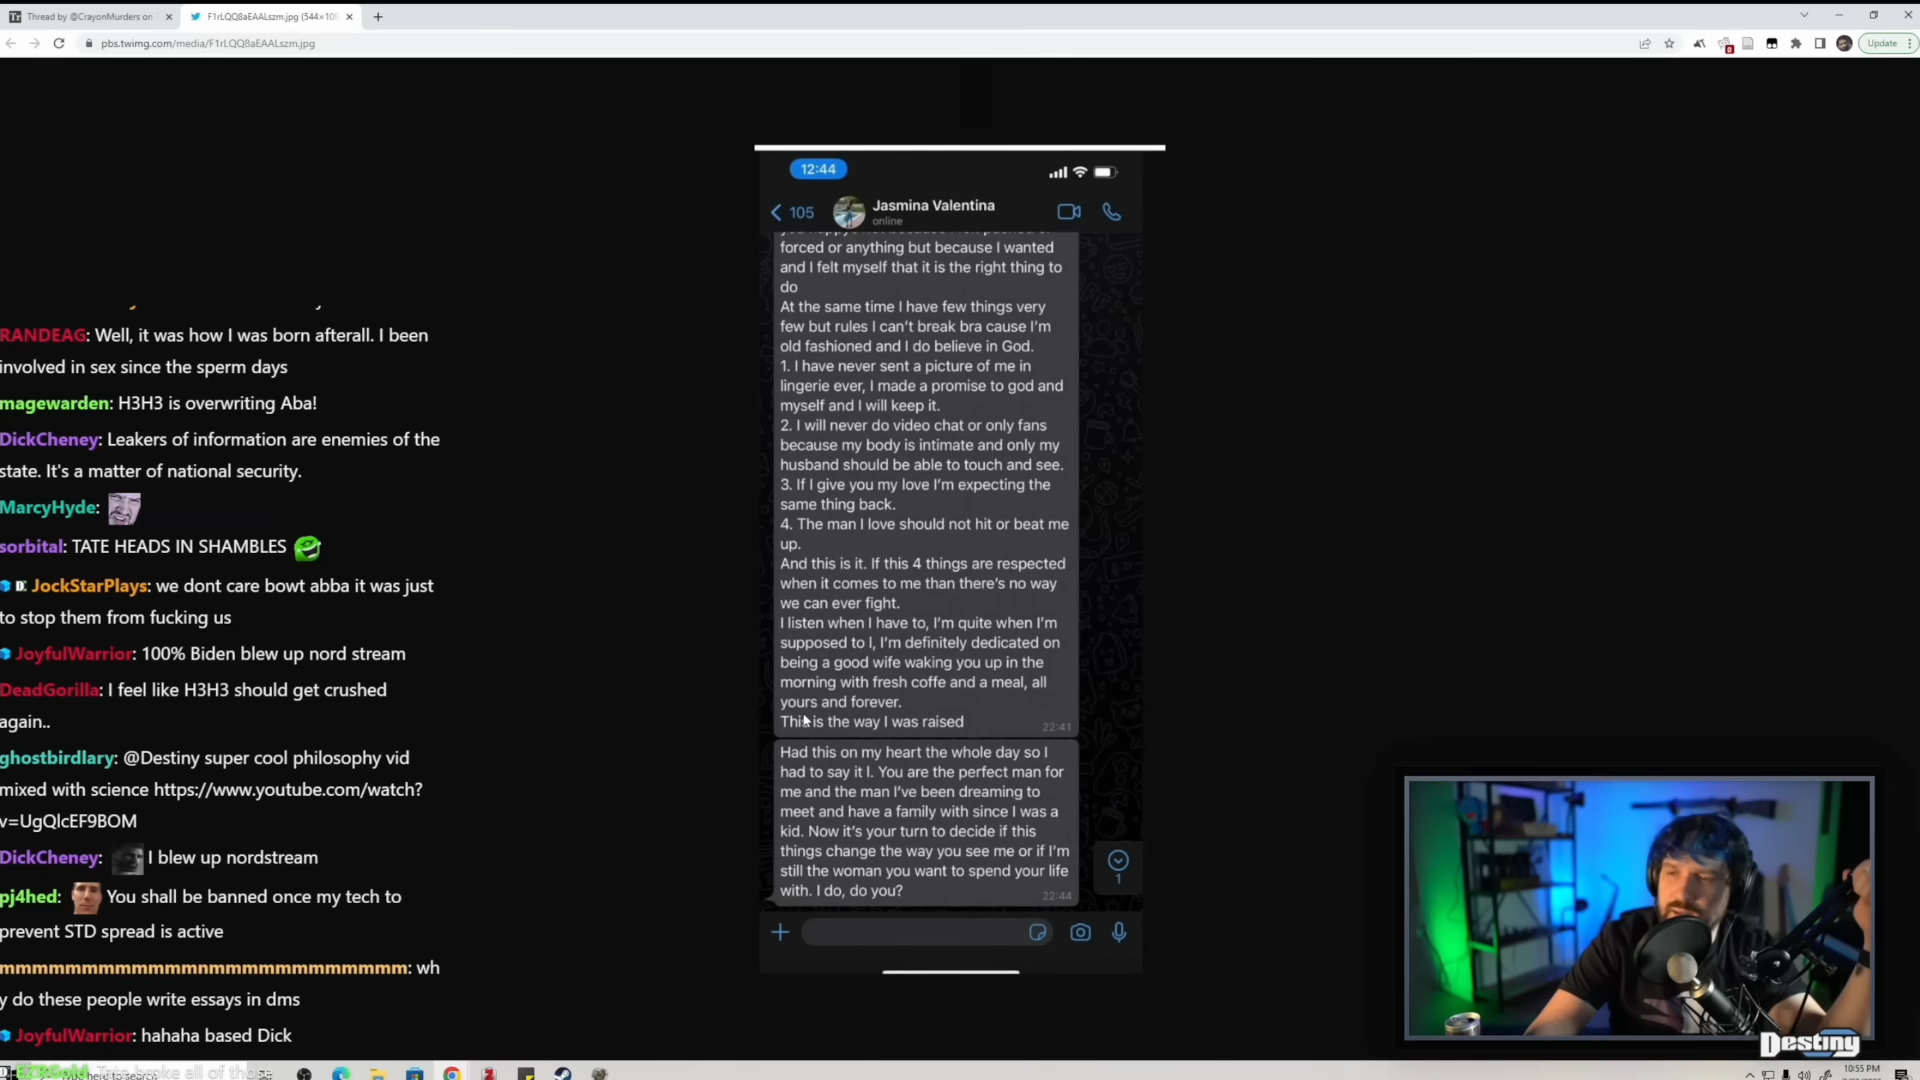 Thread by @CrayonMurders on
F1rLQQ8aEAALszm.jpg (544×10
pbs.twimg.com/media/F1rLQQ8aEAALszm.jpg
Update
RANDEAG: Well, it was how I was born afterall. I been
involved in sex since the sperm days
magewarden: H3H3 is overwriting Aba!
DickCheney: Leakers of information are enemies of the
state. It's a matter of national security.
MarcyHyde:
sorbital: TATE HEADS IN SHAMBLES
JockStarPlays: we dont care bowt abba it was just
to stop them from fucking us
JoyfulWarrior: 100% Biden blew up nord stream
DeadGorilla: I feel like H3H3 should get crushed
again..
ghostbirdlary: @Destiny super cool philosophy vid
mixed with science https://www.youtube.com/watch?
v=UgQlcEF9BOM
DickCheney: I blew up nordstream
pj4hed: You shall be banned once my tech to
prevent STD spread is active
mmmmmmmmmmmmnmmmmmmmmmmmm: wh
y do these people write essays in dms
JoyfulWarrior: hahaha based Dick
Tate broke all of those
12:44
105
Jasmina Valentina
online
forced or anything but because I wanted
and I felt myself that it is the right thing to
do
At the same time I have few things very
few but rules I can't break bra cause I'm
old fashioned and I do believe in God.
1. I have never sent a picture of me in
lingerie ever, I made a promise to god and
myself and I will keep it.
2. I will never do video chat or only fans
because my body is intimate and only my
husband should be able to touch and see.
3. If I give you my love I'm expecting the
same thing back.
4. The man I love should not hit or beat me
up.
And this is it. If this 4 things are respected
when it comes to me than there's no way
we can ever fight.
I listen when I have to, I'm quite when I'm
supposed to I, I'm definitely dedicated on
being a good wife waking you up in the
morning with fresh coffe and a meal, all
yours and forever.
This is the way I was raised
22:41
Had this on my heart the whole day so I
had to say it I. You are the perfect man for
me and the man I've been dreaming to
meet and have a family with since I was a
kid. Now it's your turn to decide if this
things change the way you see me or if I'm
still the woman you want to spend your life
with. I do, do you?
22:44
1
Destiny
10:55 PM